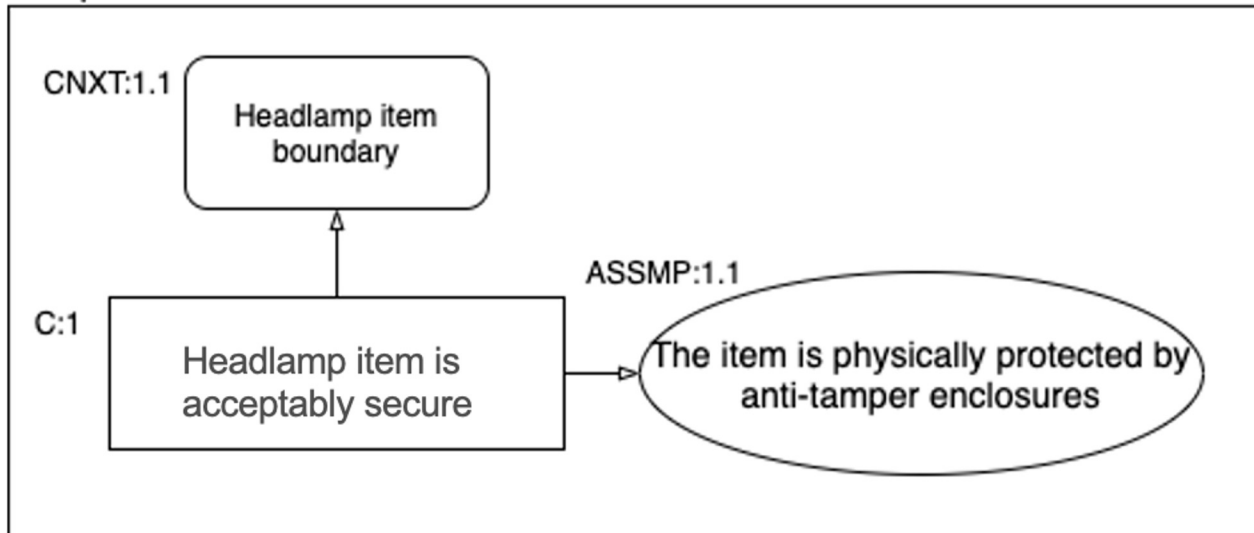 CNXT:1.1
Headlamp item
boundary
ASSMP:1.1
C:1
Headlamp item is
acceptably secure
The item is physically protected by
anti-tamper enclosures